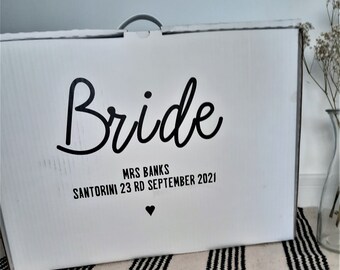 Bride
MRS BANKS
SANTORINI 23 RD SEPTEMBER 2021